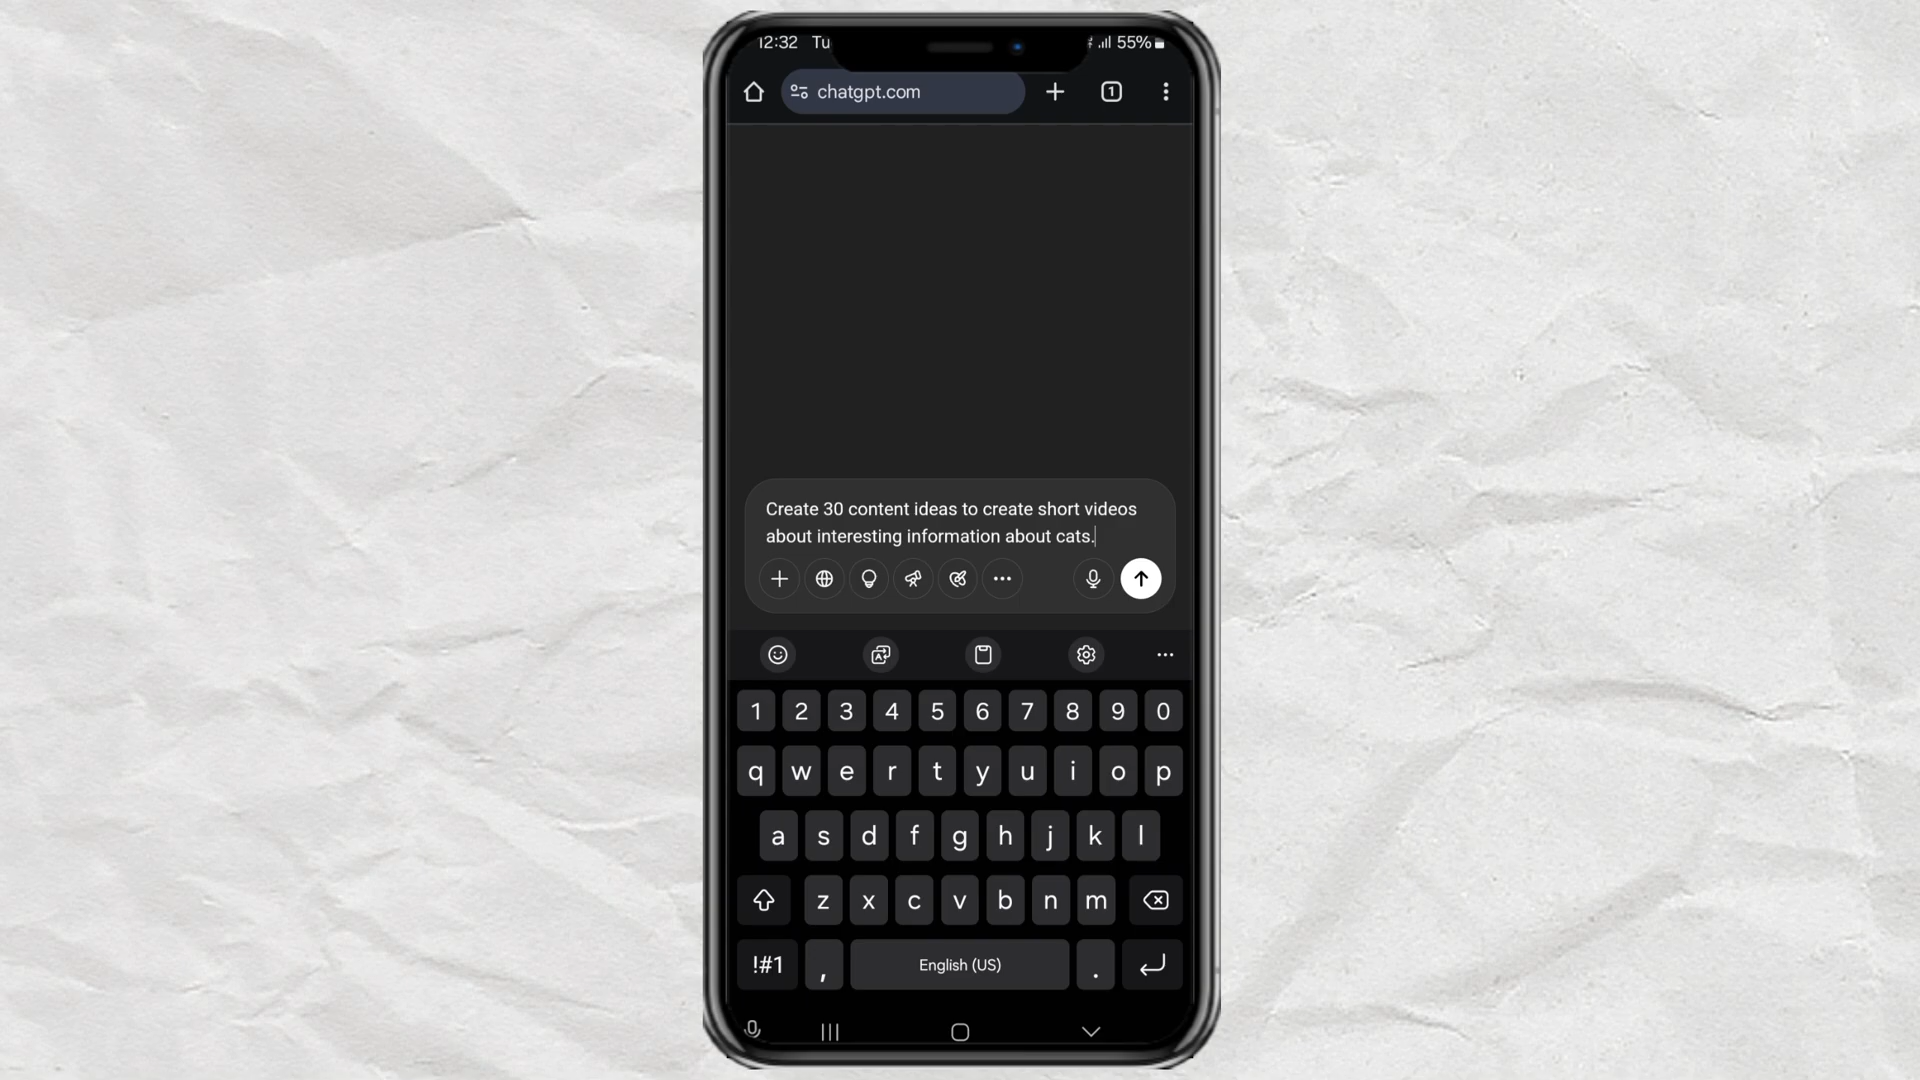 12:32 Tu 55%
chatgpt.com 1
Create 30 content ideas to create short videos
about interesting information about cats.
1 2 3 4 5 6 7 8 9 0
q w e r t y u i o p
a s d f g h j k l
z x c v b n m
!#1 , English (US) .